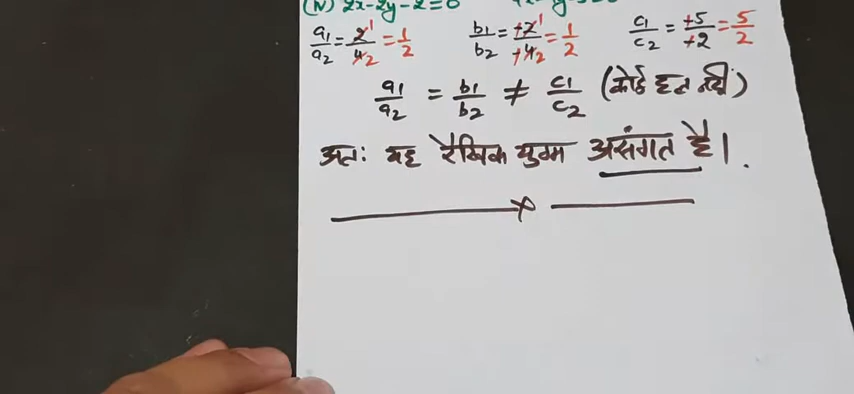 (iv) 2x-2y-2=0
a1/a2 = 2/4 = 1/2 b1/b2 = +2/+4 = 1/2 c1/c2 = +5/+2 = 5/2
a1/a2 = b1/b2 ≠ c1/c2 (कोई हल नहीं)
अतः यह रैखिक युग्म असंगत है।